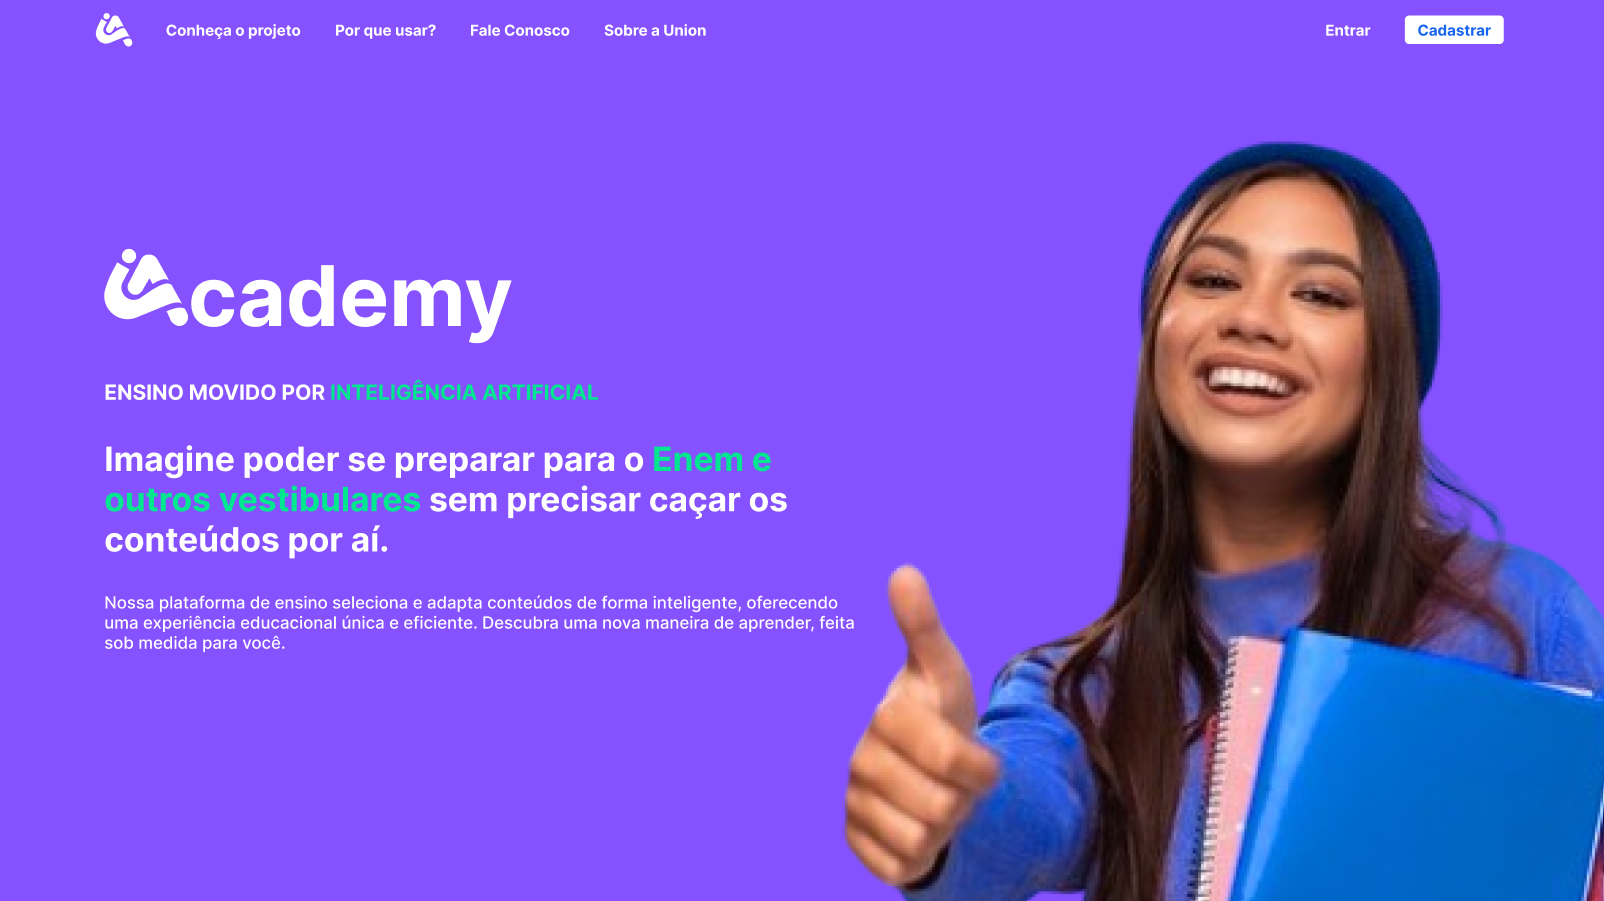 Conheça o projeto
Por que usar?
Fale Conosco
Sobre a Union
Entrar
Cadastrar
iAcademy
ENSINO MOVIDO POR INTELIGÊNCIA ARTIFICIAL
Imagine poder se preparar para o Enem e
outros vestibulares sem precisar caçar os
conteúdos por aí.
Nossa plataforma de ensino seleciona e adapta conteúdos de forma inteligente, oferecendo
uma experiência educacional única e eficiente. Descubra uma nova maneira de aprender, feita
sob medida para você.